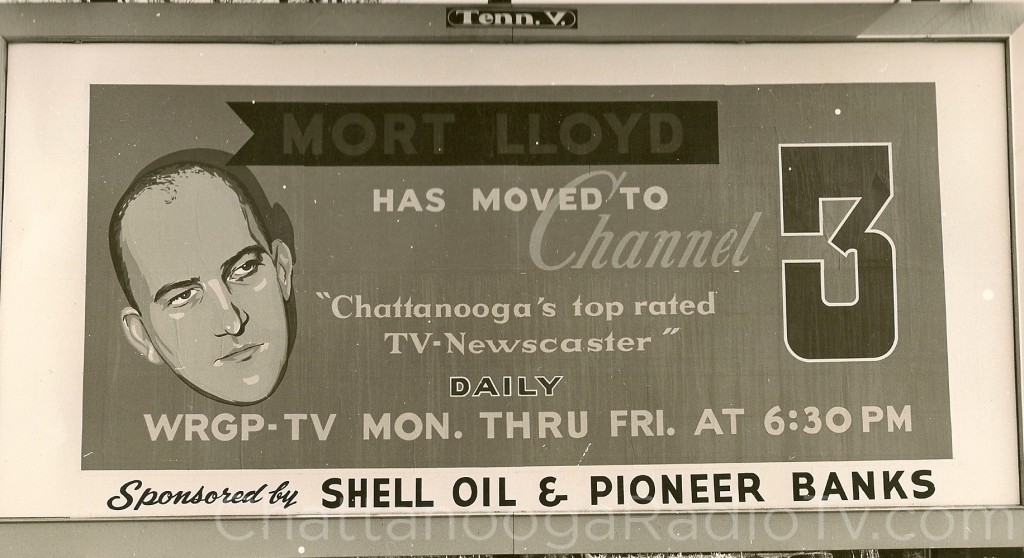 Tenn. V.
MORT LLOYD
HAS MOVED TO
Channel 3
"Chattanooga's top rated
TV-Newscaster"
DAILY
WRGP-TV MON. THRU FRI. AT 6:30 PM
Sponsored by SHELL OIL & PIONEER BANKS
ChattanoogaRadioTV.com